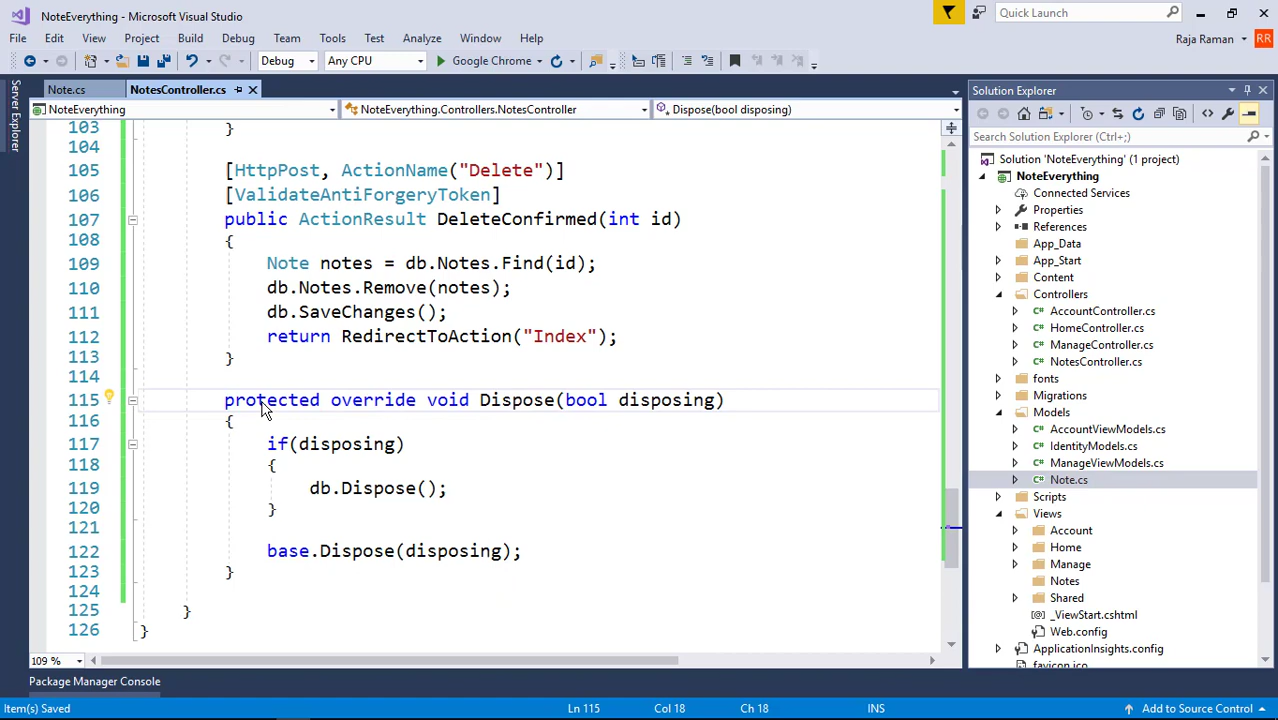 NoteEverything - Microsoft Visual Studio
Quick Launch
File Edit View Project Build Debug Team Tools Test Analyze Window Help
Raja Raman RR
Debug Any CPU Google Chrome
Server Explorer
Note.cs NotesController.cs
NoteEverything NoteEverything.Controllers.NotesController Dispose(bool disposing)
103 }
104
105 [HttpPost, ActionName("Delete")]
106 [ValidateAntiForgeryToken]
107 public ActionResult DeleteConfirmed(int id)
108 {
109 Note notes = db.Notes.Find(id);
110 db.Notes.Remove(notes);
111 db.SaveChanges();
112 return RedirectToAction("Index");
113 }
114
115 protected override void Dispose(bool disposing)
116 {
117 if(disposing)
118 {
119 db.Dispose();
120 }
121
122 base.Dispose(disposing);
123 }
124
125 }
126 }
109 %
Solution Explorer
Search Solution Explorer (Ctrl+;)
Solution 'NoteEverything' (1 project)
NoteEverything
Connected Services
Properties
References
App_Data
App_Start
Content
Controllers
C# AccountController.cs
C# HomeController.cs
C# ManageController.cs
C# NotesController.cs
fonts
Migrations
Models
C# AccountViewModels.cs
C# IdentityModels.cs
C# ManageViewModels.cs
C# Note.cs
Scripts
Views
Account
Home
Manage
Notes
Shared
_ViewStart.cshtml
Web.config
ApplicationInsights.config
favicon.ico
Package Manager Console
Item(s) Saved Ln 115 Col 18 Ch 18 INS Add to Source Control